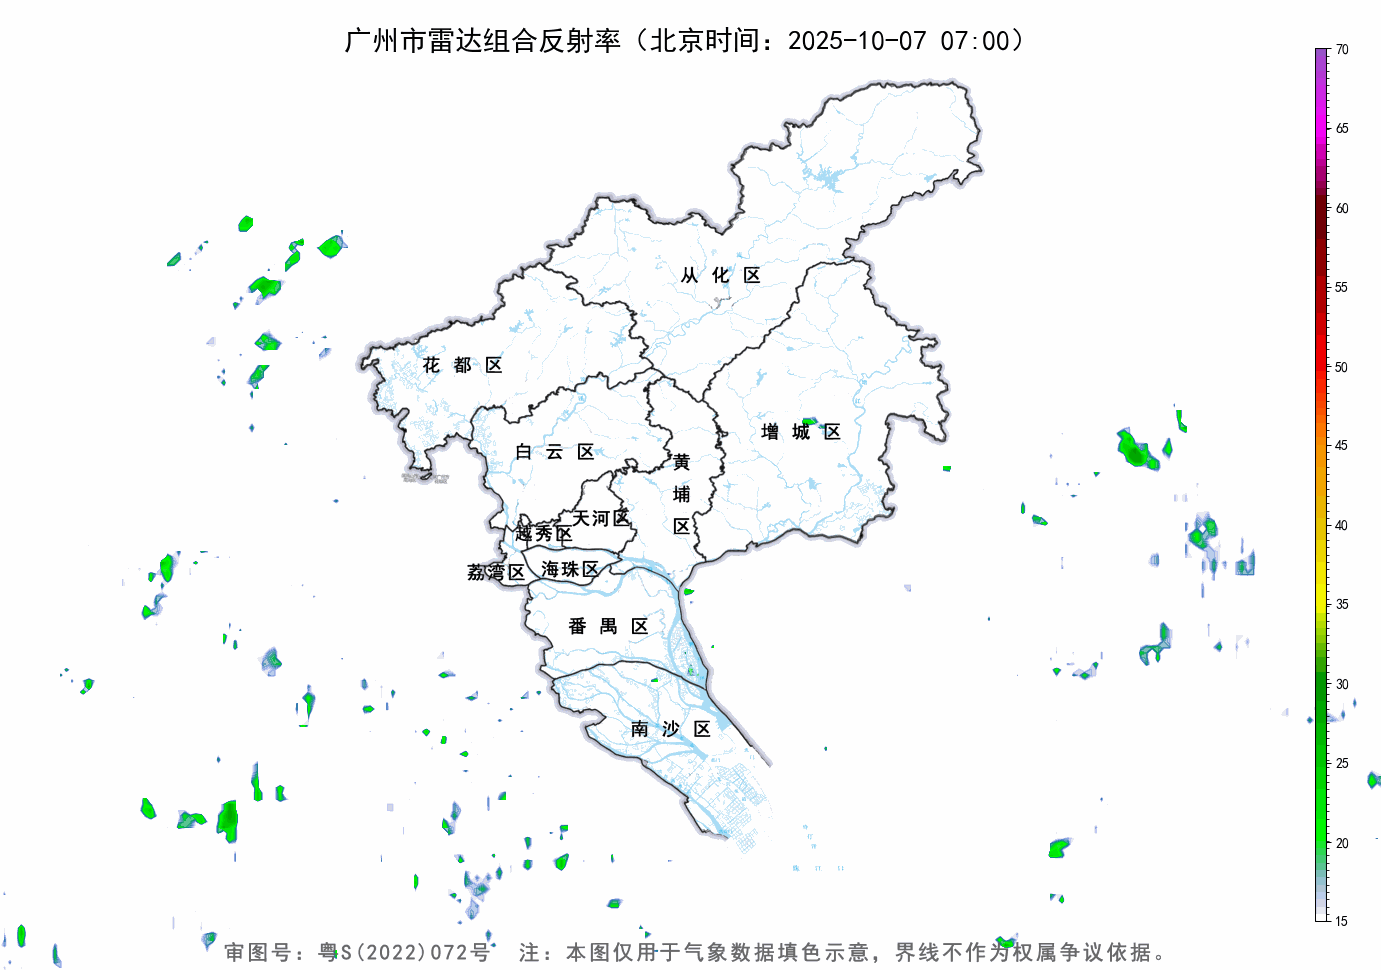 广州市雷达组合反射率（北京时间：2025-10-07 07:00）
70
65
60
55
50
45
40
35
30
25
20
15
从化区
花都区
增城区
白云区
黄埔区
天河区
越秀区
海珠区
荔湾区
番禺区
南沙区
审图号：粤S(2022)072号 注：本图仅用于气象数据填色示意，界线不作为权属争议依据。